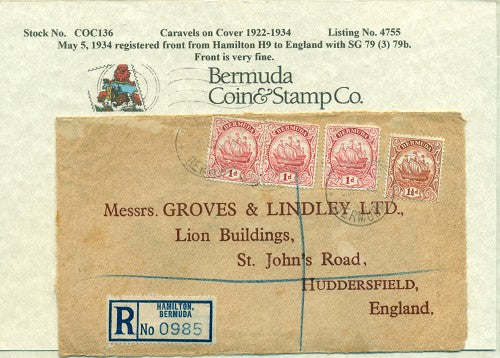 Stock No. COC136 Caravels on Cover 1922-1934 Listing No. 4755
May 5, 1934 registered front from Hamilton H9 to England with SG 79 (3) 79b.
Front is very fine.
Bermuda
Coin&Stamp Co.
BERMUDA BERMUDA BERMUDA BERMUDA
1d 1d 1d 1½d
Messrs. GROVES & LINDLEY LTD.,
Lion Buildings,
St. John's Road,
HUDDERSFIELD,
England.
HAMILTON,
BERMUDA
R No 0985